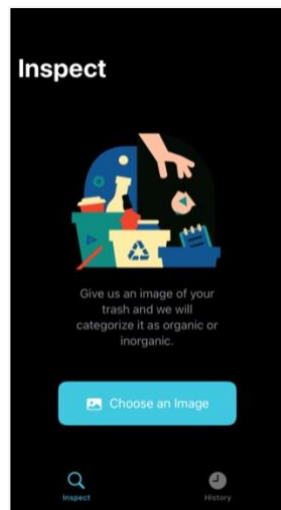 Inspect
Give us an image of your
trash and we will
categorize it as organic or
inorganic.
Choose an Image
Inspect
History